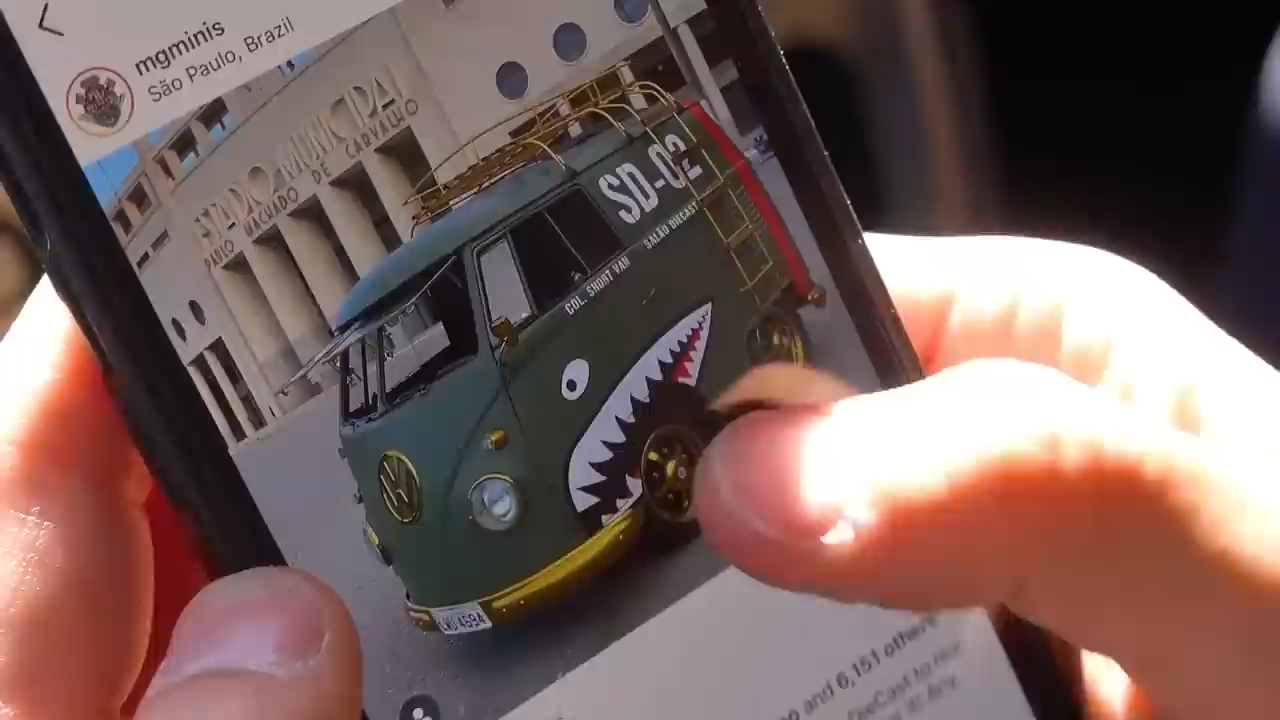 mgminis
São Paulo, Brazil
STADIO MUNICIPAL
PAULO MACHADO DE CARVALHO
SD-02
SALÃO DIECAST
COL. SHORT VAN
and 6,151 others